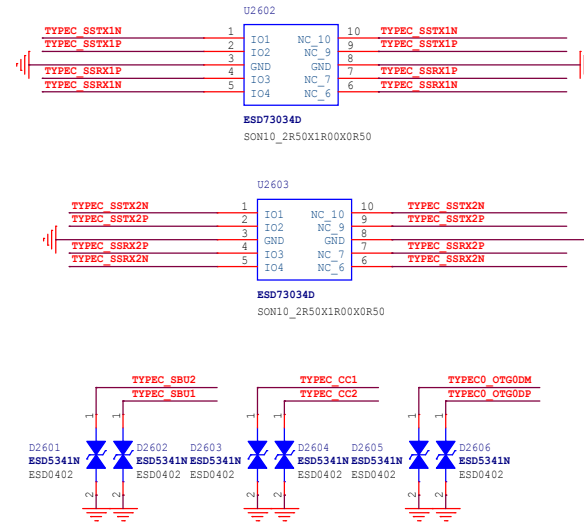 U2602
TYPEC_SSTX1N 1 IO1 NC_10 10 TYPEC_SSTX1N
TYPEC_SSTX1P 2 IO2 NC_9 9 TYPEC_SSTX1P
3 GND GND 8
TYPEC_SSRX1P 4 IO3 NC_7 7 TYPEC_SSRX1P
TYPEC_SSRX1N 5 IO4 NC_6 6 TYPEC_SSRX1N
ESD73034D
SON10_2R50X1R00X0R50
U2603
TYPEC_SSTX2N 1 IO1 NC_10 10 TYPEC_SSTX2N
TYPEC_SSTX2P 2 IO2 NC_9 9 TYPEC_SSTX2P
3 GND GND 8
TYPEC_SSRX2P 4 IO3 NC_7 7 TYPEC_SSRX2P
TYPEC_SSRX2N 5 IO4 NC_6 6 TYPEC_SSRX2N
ESD73034D
SON10_2R50X1R00X0R50
TYPEC_SBU2 TYPEC_CC1 TYPEC0_OTG0DM
TYPEC_SBU1 TYPEC_CC2 TYPEC0_OTG0DP
1 1 1 1 1 1
D2601 D2602 D2603 D2604 D2605 D2606
ESD5341N ESD5341N ESD5341N ESD5341N ESD5341N ESD5341N
ESD0402 ESD0402 ESD0402 ESD0402 ESD0402 ESD0402
2 2 2 2 2 2